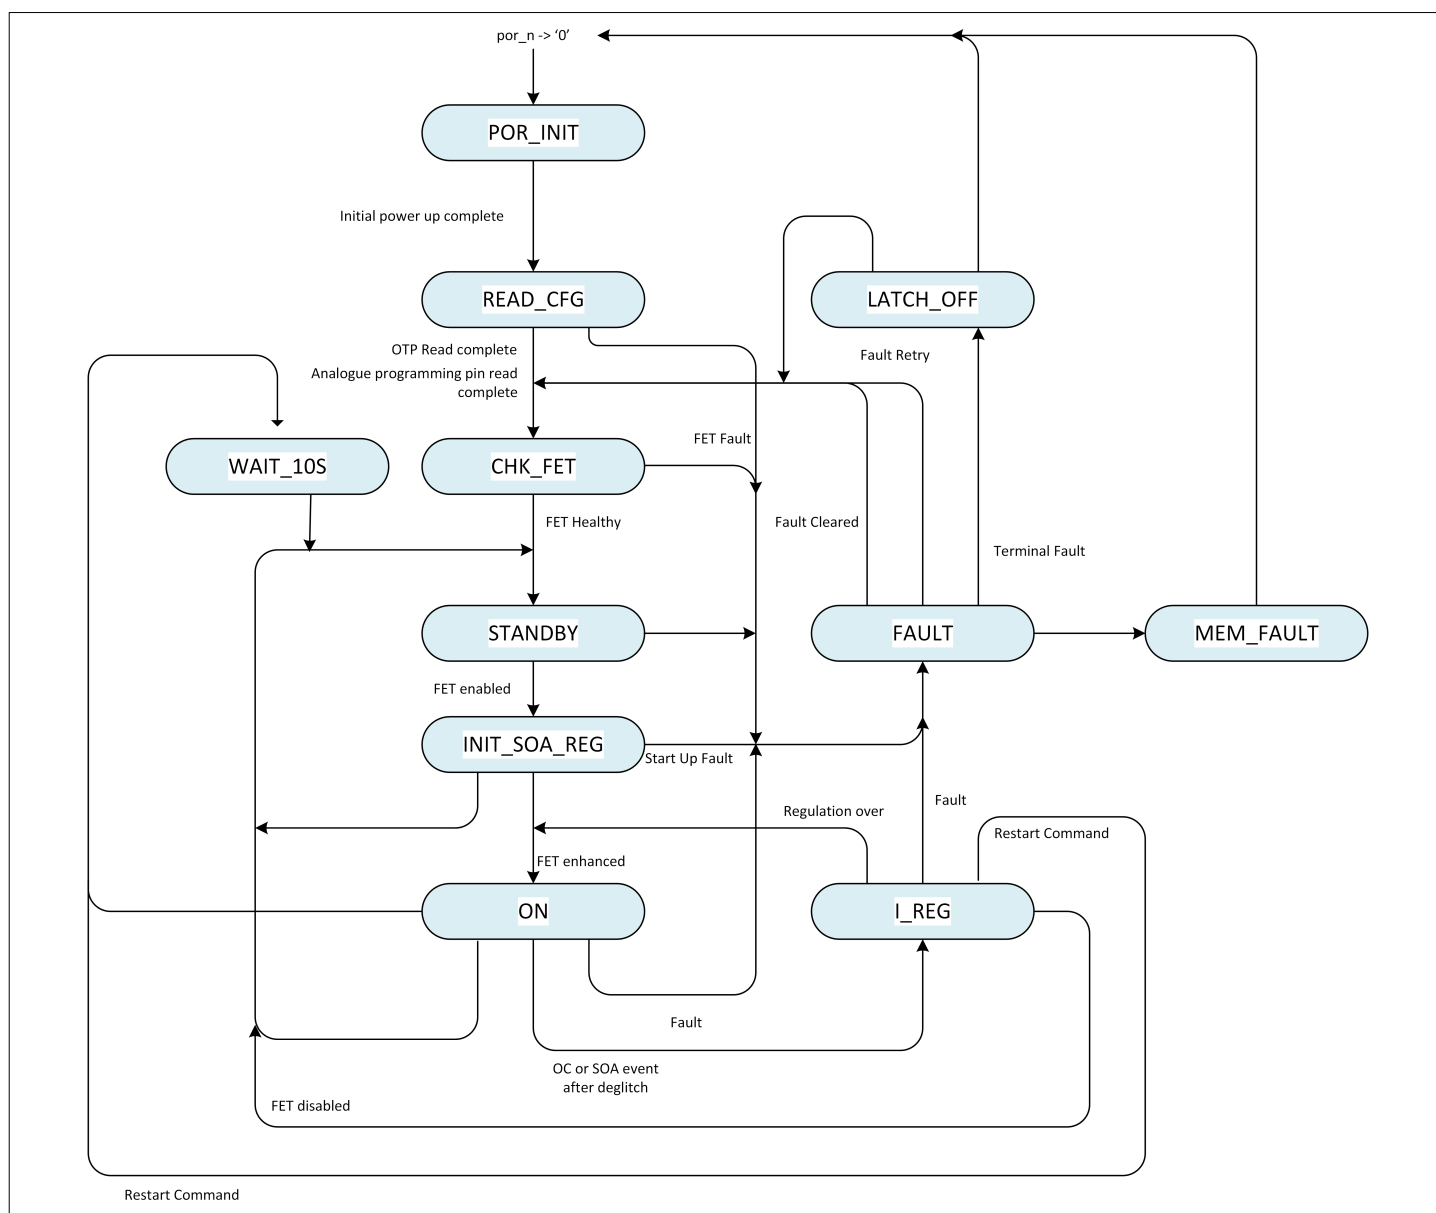 por_n -> ‘0’
POR_INIT
Initial power up complete
READ_CFG
LATCH_OFF
OTP Read complete
Analogue programming pin read
complete
Fault Retry
FET Fault
WAIT_10S
CHK_FET
FET Healthy
Fault Cleared
Terminal Fault
STANDBY
FAULT
MEM_FAULT
FET enabled
INIT_SOA_REG
Start Up Fault
Regulation over
Fault
Restart Command
FET enhanced
ON
I_REG
Fault
OC or SOA event
after deglitch
FET disabled
Restart Command